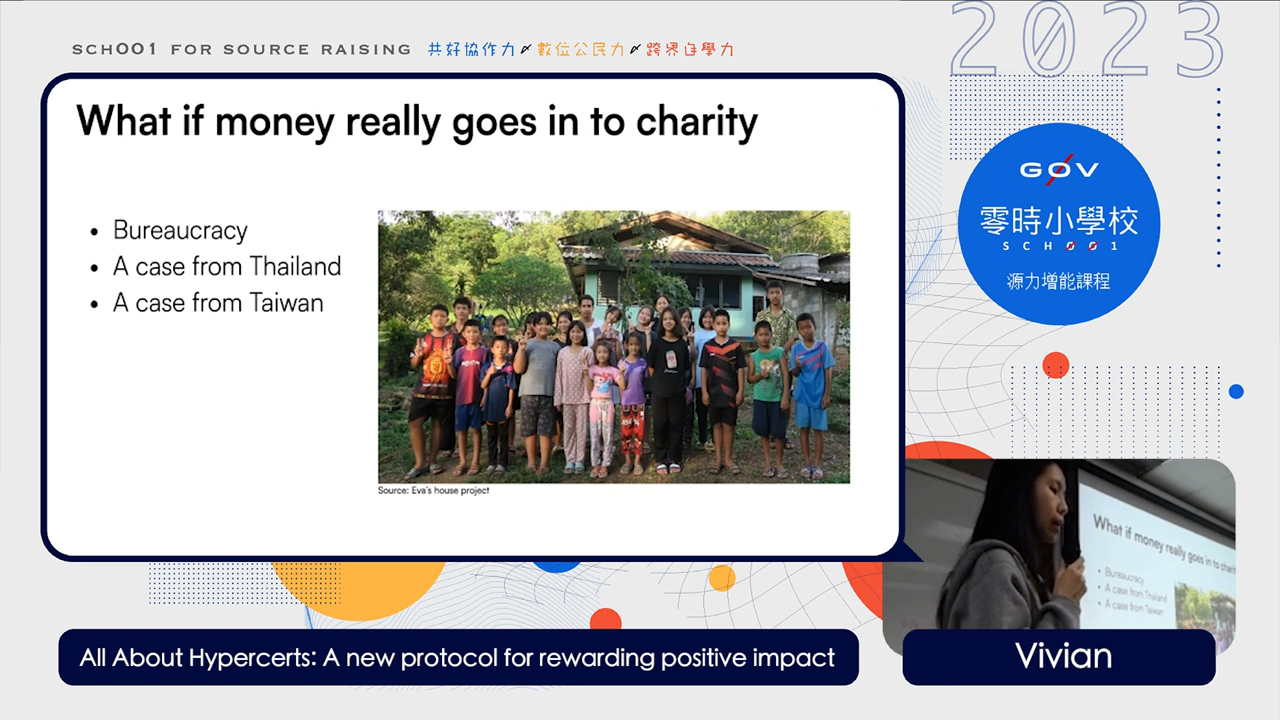 SCH001 FOR SOURCE RAISING 共好協作力 數位公民力 跨界自學力
2023
What if money really goes in to charity
• Bureaucracy
• A case from Thailand
• A case from Taiwan
Source: Eva's house project
G0V
零時小學校
SCH001
源力增能課程
What if money really goes in to charit
• Bureaucracy
• A case from Thailand
• A case from Taiwan
All About Hypercerts: A new protocol for rewarding positive impact
Vivian